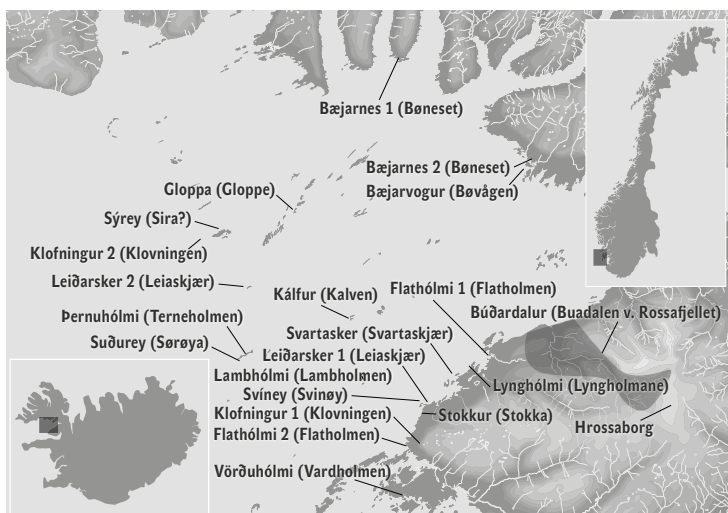 Bæjarnes 1 (Bøneset)
Bæjarnes 2 (Bøneset)
Bæjarvogur (Bøvågen)
Gloppa (Gloppe)
Sýrey (Sira?)
Klofningur 2 (Klovningen)
Leiðarsker 2 (Leiaskjær)
Kálfur (Kalven)
Flathólmi 1 (Flatholmen)
Búðardalur (Buadalen v. Rossafjellet)
Þernuhólmi (Terneholmen)
Suðurey (Sørøya)
Svartasker (Svartaskjær)
Leiðarsker 1 (Leiaskjær)
Lambhólmi (Lambholmen)
Lynghólmi (Lyngholmane)
Svíney (Svinøy)
Klofningur 1 (Klovningen)
Stokkur (Stokka)
Hrossaborg
Flathólmi 2 (Flatholmen)
Vörðuhólmi (Vardholmen)